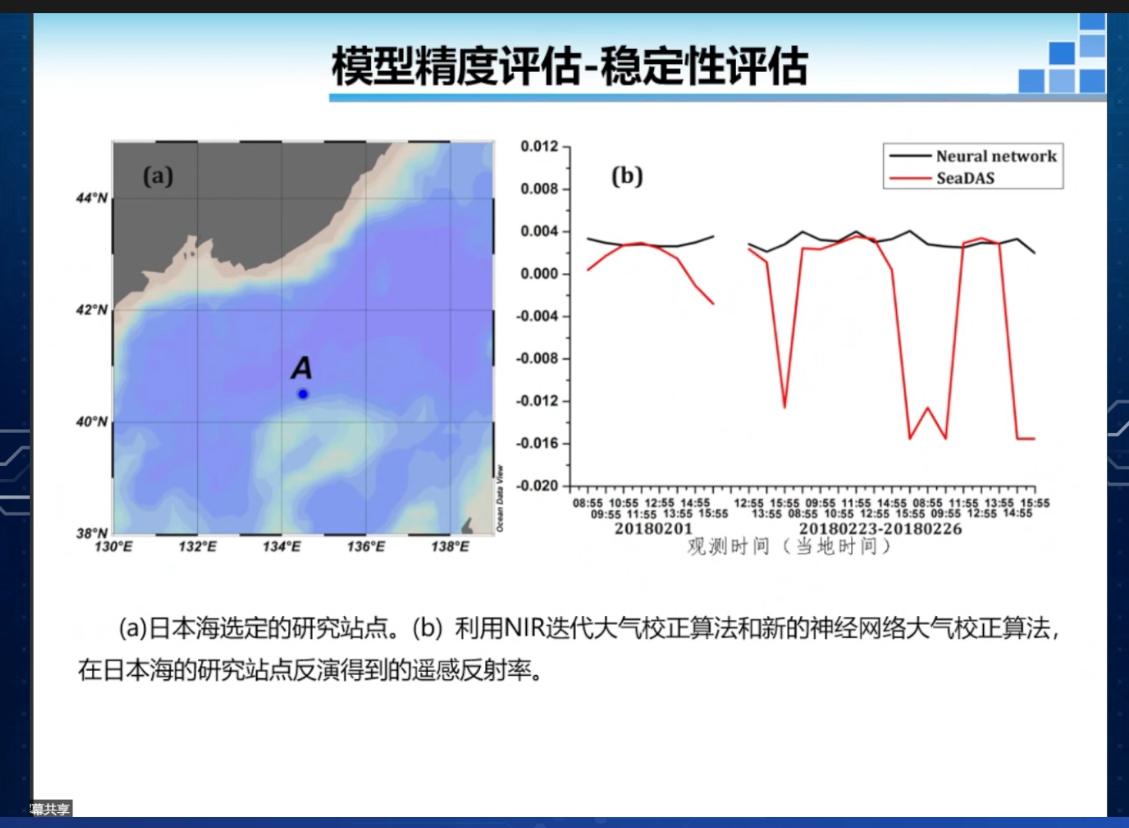 模型精度评估-稳定性评估
(a)
44°N
42°N
40°N
38°N
130°E 132°E 134°E 136°E 138°E
A
Ocean Data View
(b)
Neural network
SeaDAS
0.012
0.008
0.004
0.000
-0.004
-0.008
-0.012
-0.016
-0.020
08:55 10:55 12:55 14:55 12:55 15:55 09:55 11:55 14:55 08:55 11:55 13:55 15:55
09:55 11:55 13:55 15:55 13:55 08:55 10:55 12:55 15:55 09:55 12:55 14:55
20180201 20180223-20180226
观测时间（当地时间）
(a)日本海选定的研究站点。(b) 利用NIR迭代大气校正算法和新的神经网络大气校正算法，
在日本海的研究站点反演得到的遥感反射率。
幕共享